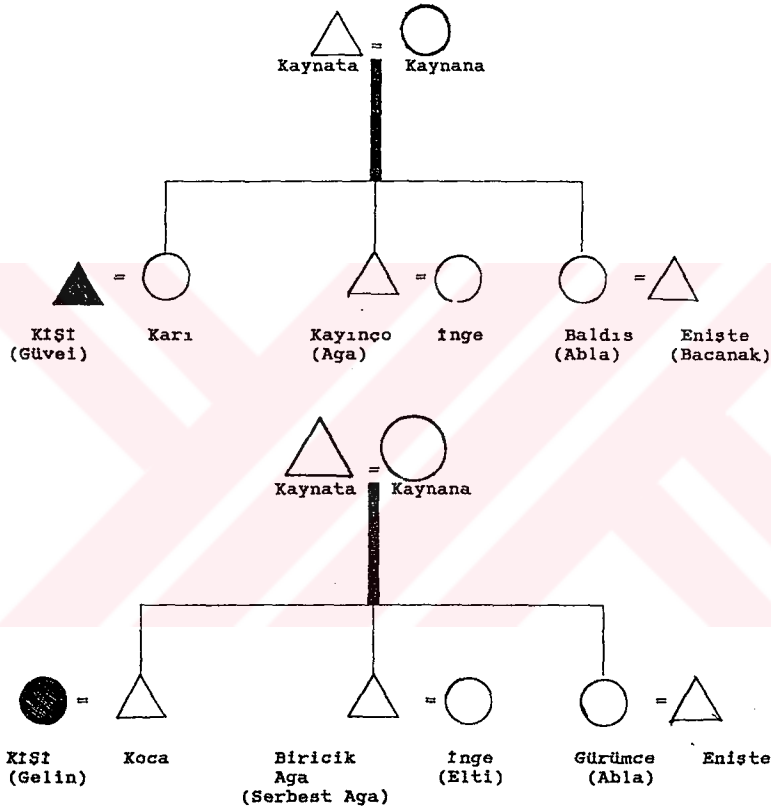 Kaynata = Kaynana
= = =
KİŞİ Karı Kayınço İnge Baldıs Enişte
(Güvei) (Aga) (Abla) (Bacanak)
Kaynata = Kaynana
= = =
KİŞİ Koca Biricik İnge Gürümce Enişte
(Gelin) Aga (Elti) (Abla)
(Serbest Aga)